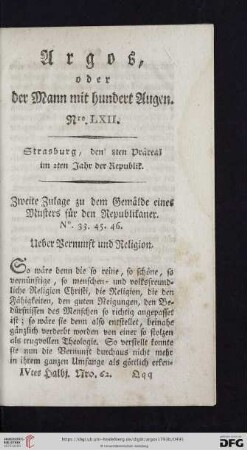 Argos,
oder
der Mann mit hundert Augen.
Nro. LXII.
Strasburg, den 8ten Präreal
im 2ten Jahr der Republik.
Zweite Zulage zu dem Gemälde eines
Musters für den Republikaner.
N°. 33. 45. 46.
Ueber Vernunft und Religion.
So wäre denn die so reine, so schöne, so
vernünftige, so menschen- und volksfreund-
liche Religion Christi, die Religion, die den
Fähigkeiten, den guten Neigungen, den Be-
dürfnissen des Menschen so richtig angepasset
ist; so wäre sie denn also entstellet, beinahe
gänzlich verderbt worden von einer so stolzen
als trugvollen Theologie. So verstelle konnte
sie nun die Vernunft durchaus nicht mehr
in ihrem ganzen Umfange als göttlich erken-
IVtes Halbj. Nro. 62. Qqq